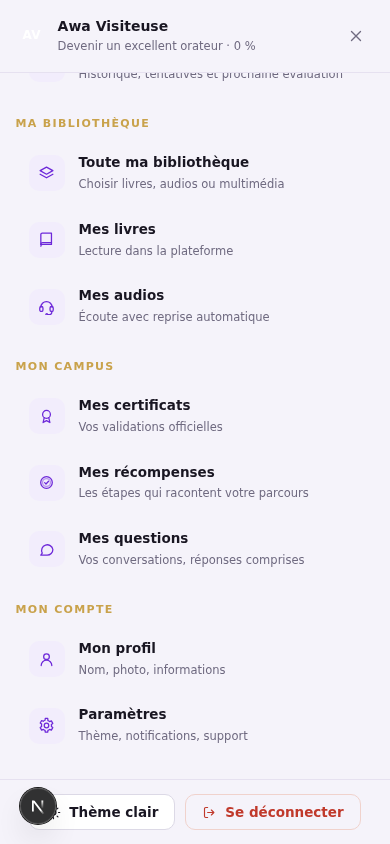 AV
Awa Visiteuse
Devenir un excellent orateur · 0 %
Historique, tentatives et prochaine évaluation
MA BIBLIOTHÈQUE
Toute ma bibliothèque
Choisir livres, audios ou multimédia
Mes livres
Lecture dans la plateforme
Mes audios
Écoute avec reprise automatique
MON CAMPUS
Mes certificats
Vos validations officielles
Mes récompenses
Les étapes qui racontent votre parcours
Mes questions
Vos conversations, réponses comprises
MON COMPTE
Mon profil
Nom, photo, informations
Paramètres
Thème, notifications, support
N
Thème clair
Se déconnecter